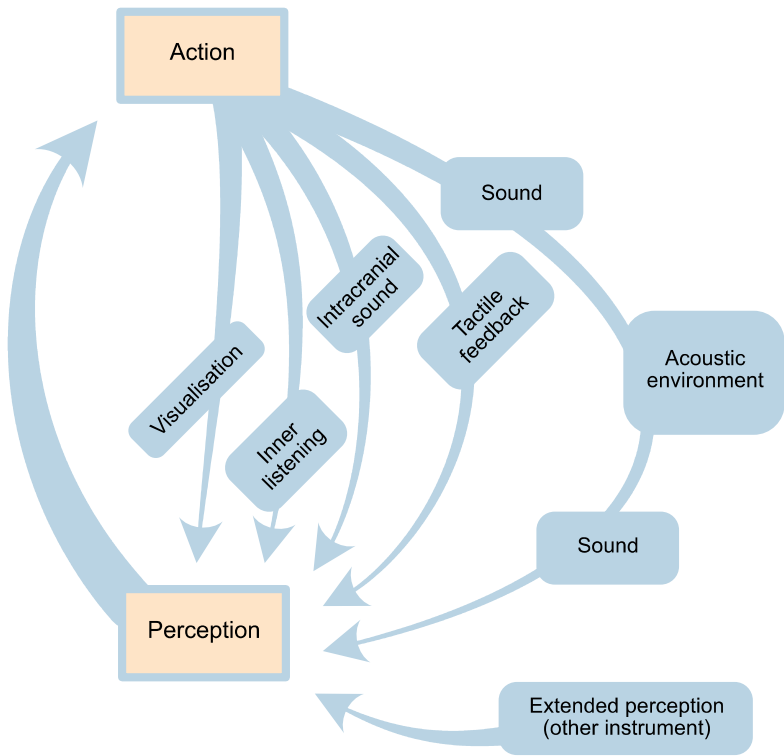 Action
Sound
Intracranial
sound
Tactile
feedback
Acoustic
environment
Visualisation
Inner
listening
Sound
Perception
Extended perception
(other instrument)